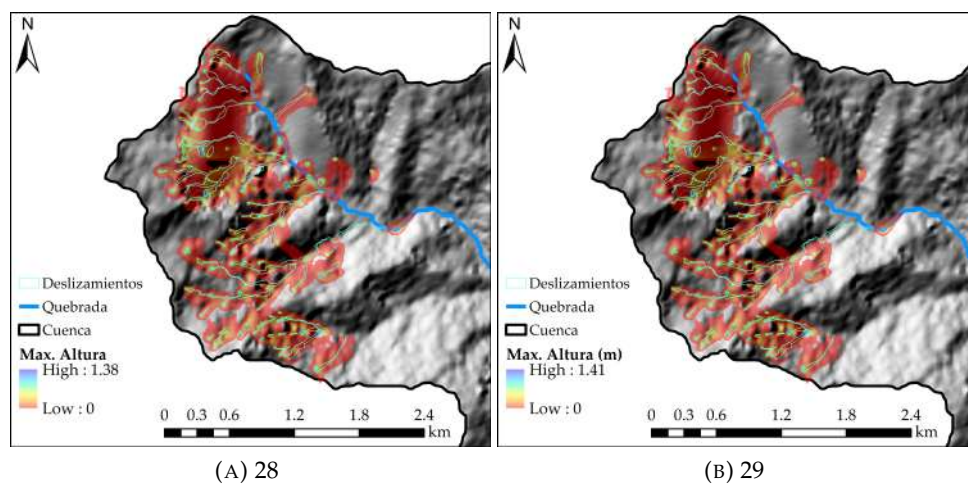 N
Deslizamientos
Quebrada
Cuenca
Max. Altura
High : 1.38
Low : 0
0 0.3 0.6 1.2 1.8 2.4
km
(A) 28
N
Deslizamientos
Quebrada
Cuenca
Max. Altura (m)
High : 1.41
Low : 0
0 0.3 0.6 1.2 1.8 2.4
km
(B) 29